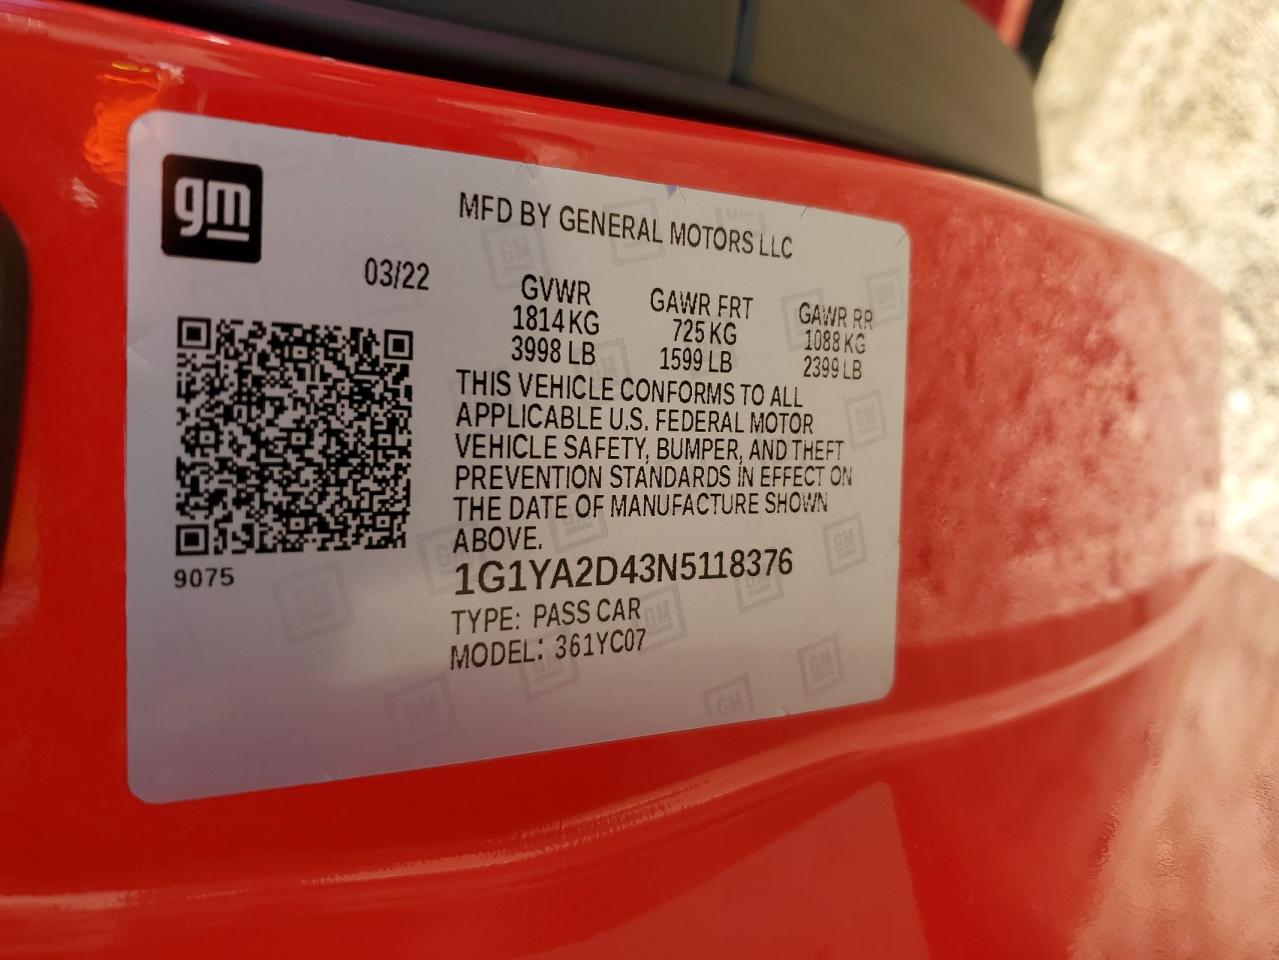 gm
MFD BY GENERAL MOTORS LLC
03/22
GVWR GAWR FRT GAWR RR
1814 KG 725 KG 1088 KG
3998 LB 1599 LB 2399 LB
THIS VEHICLE CONFORMS TO ALL
APPLICABLE U.S. FEDERAL MOTOR
VEHICLE SAFETY, BUMPER, AND THEFT
PREVENTION STANDARDS IN EFFECT ON
THE DATE OF MANUFACTURE SHOWN
ABOVE.
9075
1G1YA2D43N5118376
TYPE: PASS CAR
MODEL: 361YC07